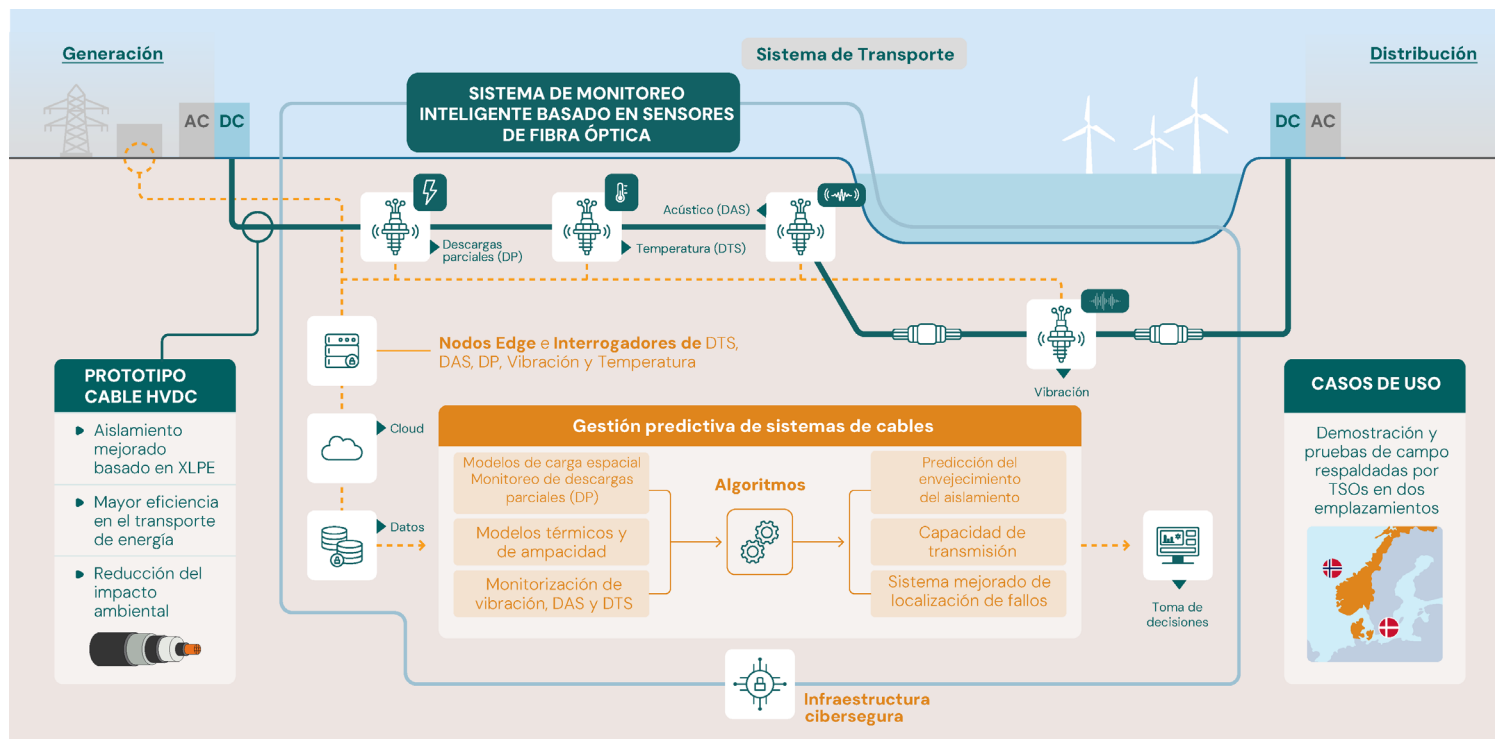 Generación
Sistema de Transporte
Distribución
SISTEMA DE MONITOREO
INTELIGENTE BASADO EN SENSORES
DE FIBRA ÓPTICA
AC DC
DC AC
Descargas
parciales (DP)
Temperatura (DTS)
Acústico (DAS)
Vibración
Nodos Edge e Interrogadores de DTS,
DAS, DP, Vibración y Temperatura
Cloud
Datos
PROTOTIPO
CABLE HVDC
Aislamiento
mejorado
basado en XLPE
Mayor eficiencia
en el transporte
de energía
Reducción del
impacto
ambiental
Gestión predictiva de sistemas de cables
Modelos de carga espacial
Monitoreo de descargas
parciales (DP)
Modelos térmicos y
de ampacidad
Monitorización de
vibración, DAS y DTS
Algoritmos
Predicción del
envejecimiento
del aislamiento
Capacidad de
transmisión
Sistema mejorado de
localización de fallos
Toma de
decisiones
CASOS DE USO
Demostración y
pruebas de campo
respaldadas por
TSOs en dos
emplazamientos
Infraestructura
cibersegura